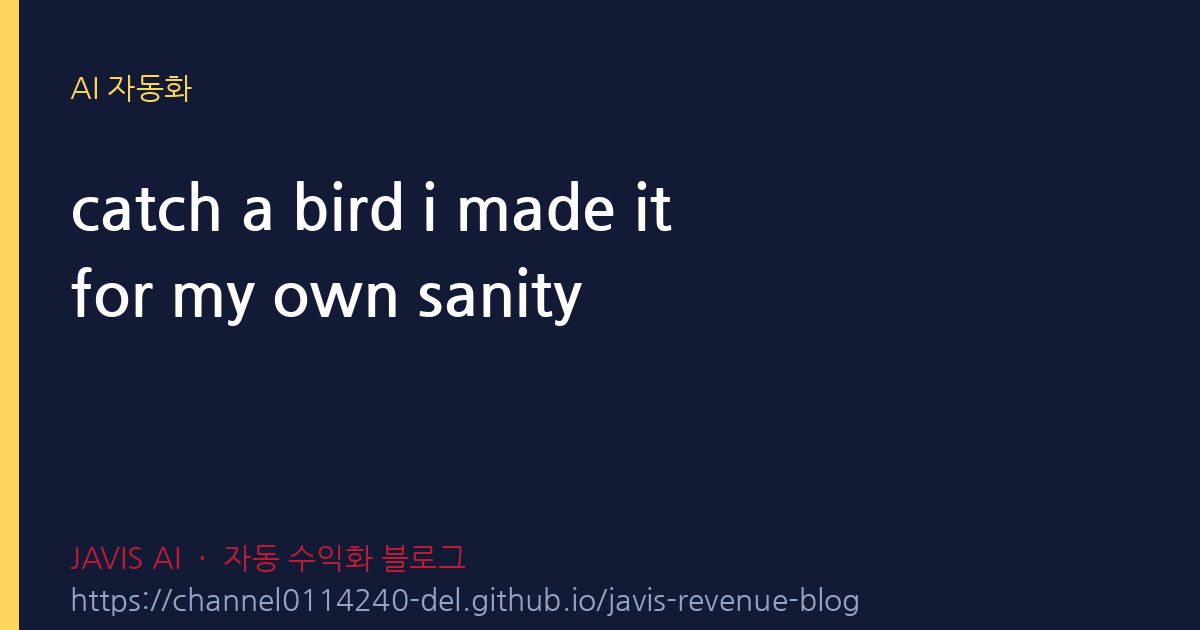 AI 자동화
catch a bird i made it
for my own sanity
JAVIS AI · 자동 수익화 블로그
https://channel0114240-del.github.io/javis-revenue-blog